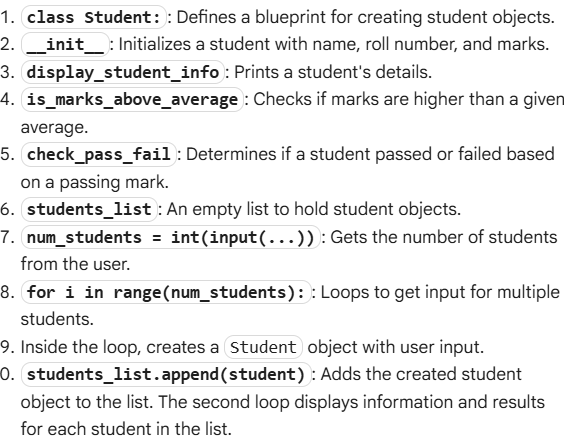 1. class Student: : Defines a blueprint for creating student objects.
2. __init__ : Initializes a student with name, roll number, and marks.
3. display_student_info : Prints a student's details.
4. is_marks_above_average : Checks if marks are higher than a given
average.
5. check_pass_fail : Determines if a student passed or failed based
on a passing mark.
6. students_list : An empty list to hold student objects.
7. num_students = int(input(...)) : Gets the number of students
from the user.
8. for i in range(num_students): : Loops to get input for multiple
students.
9. Inside the loop, creates a Student object with user input.
0. students_list.append(student) : Adds the created student
object to the list. The second loop displays information and results
for each student in the list.